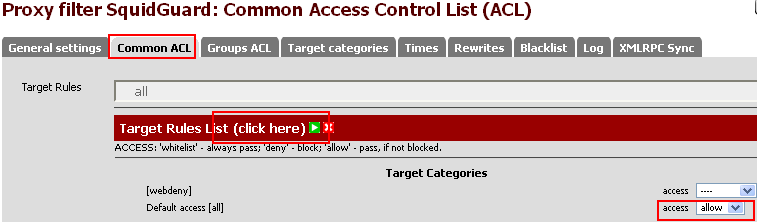 Proxy filter SquidGuard: Common Access Control List (ACL)
General settings Common ACL Groups ACL Target categories Times Rewrites Blacklist Log XMLRPC Sync
Target Rules all
Target Rules List (click here)
ACCESS: 'whitelist' - always pass; 'deny' - block; 'allow' - pass, if not blocked.
Target Categories
[webdeny] access ----
Default access [all] access allow